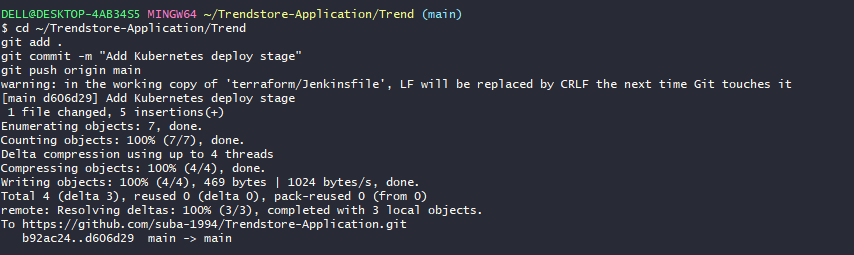 DELL@DESKTOP-4AB34S5 MINGW64 ~/Trendstore-Application/Trend (main)
$ cd ~/Trendstore-Application/Trend
git add .
git commit -m "Add Kubernetes deploy stage"
git push origin main
warning: in the working copy of 'terraform/Jenkinsfile', LF will be replaced by CRLF the next time Git touches it
[main d606d29] Add Kubernetes deploy stage
 1 file changed, 5 insertions(+)
Enumerating objects: 7, done.
Counting objects: 100% (7/7), done.
Delta compression using up to 4 threads
Compressing objects: 100% (4/4), done.
Writing objects: 100% (4/4), 469 bytes | 1024 bytes/s, done.
Total 4 (delta 3), reused 0 (delta 0), pack-reused 0 (from 0)
remote: Resolving deltas: 100% (3/3), completed with 3 local objects.
To https://github.com/suba-1994/Trendstore-Application.git
   b92ac24..d606d29  main -> main